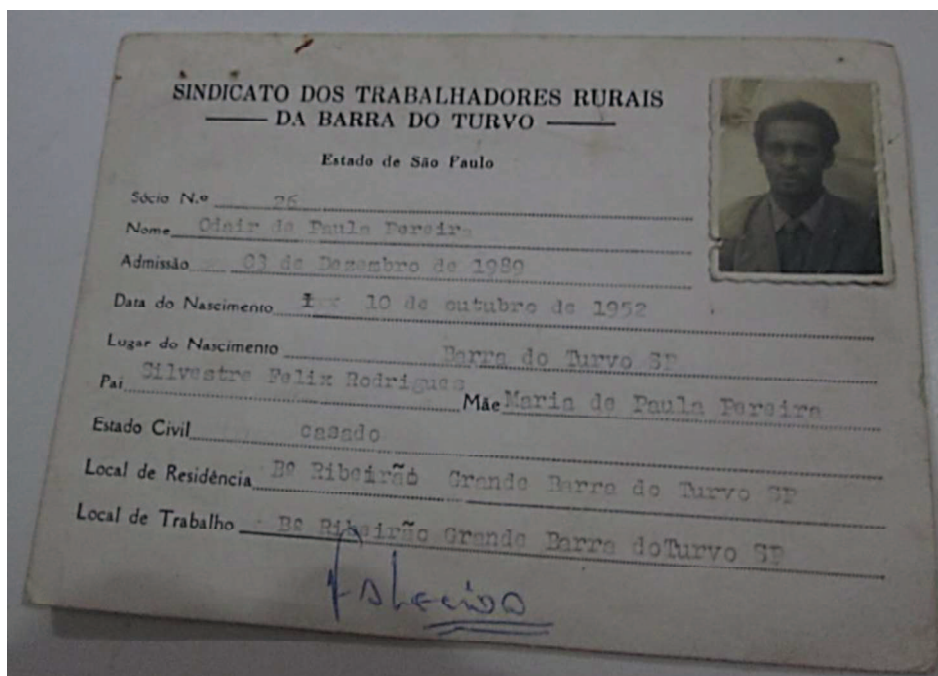 SINDICATO DOS TRABALHADORES RURAIS
DA BARRA DO TURVO
Estado de São Paulo
Sócio N.º 26
Nome Odair de Paula Pereira
Admissão 03 de Dezembro de 1989
Data do Nascimento 10 de outubro de 1952
Lugar do Nascimento Barra do Turvo SP
Pai Silvestre Felix Rodrigues Mãe Maria de Paula Pereira
Estado Civil casado
Local de Residência Bº Ribeirão Grande Barra do Turvo SP
Local de Trabalho Bº Ribeirão Grande Barra doTurvo SP
Falecido